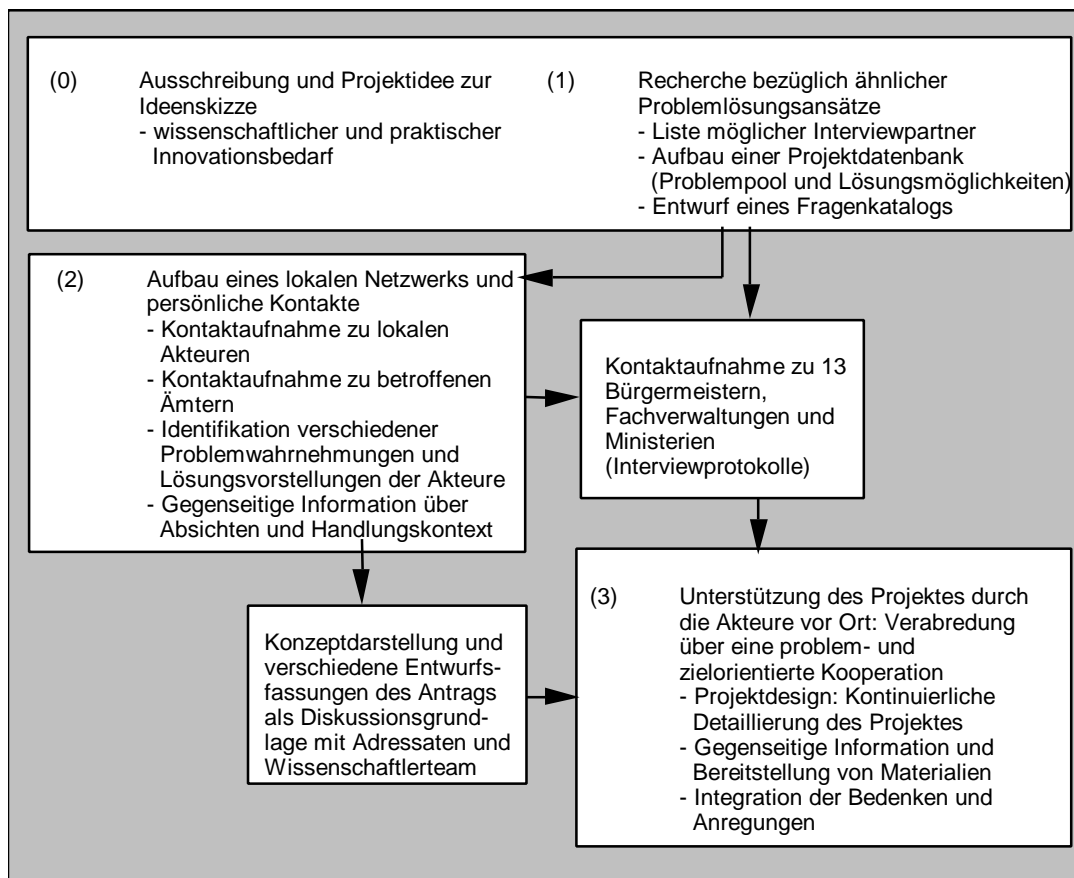 (0) Ausschreibung und Projektidee zur
Ideenskizze
- wissenschaftlicher und praktischer
Innovationsbedarf
(1) Recherche bezüglich ähnlicher
Problemlösungsansätze
- Liste möglicher Interviewpartner
- Aufbau einer Projektdatenbank
(Problempool und Lösungsmöglichkeiten)
- Entwurf eines Fragenkatalogs
(2) Aufbau eines lokalen Netzwerks und
persönliche Kontakte
- Kontaktaufnahme zu lokalen
Akteuren
- Kontaktaufnahme zu betroffenen
Ämtern
- Identifikation verschiedener
Problemwahrnehmungen und
Lösungsvorstellungen der Akteure
- Gegenseitige Information über
Absichten und Handlungskontext
Kontaktaufnahme zu 13
Bürgermeistern,
Fachverwaltungen und
Ministerien
(Interviewprotokolle)
Konzeptdarstellung und
verschiedene Entwurfs-
fassungen des Antrags
als Diskussionsgrund-
lage mit Adressaten und
Wissenschaftlerteam
(3) Unterstützung des Projektes durch
die Akteure vor Ort: Verabredung
über eine problem- und
zielorientierte Kooperation
- Projektdesign: Kontinuierliche
Detaillierung des Projektes
- Gegenseitige Information und
Bereitstellung von Materialien
- Integration der Bedenken und
Anregungen